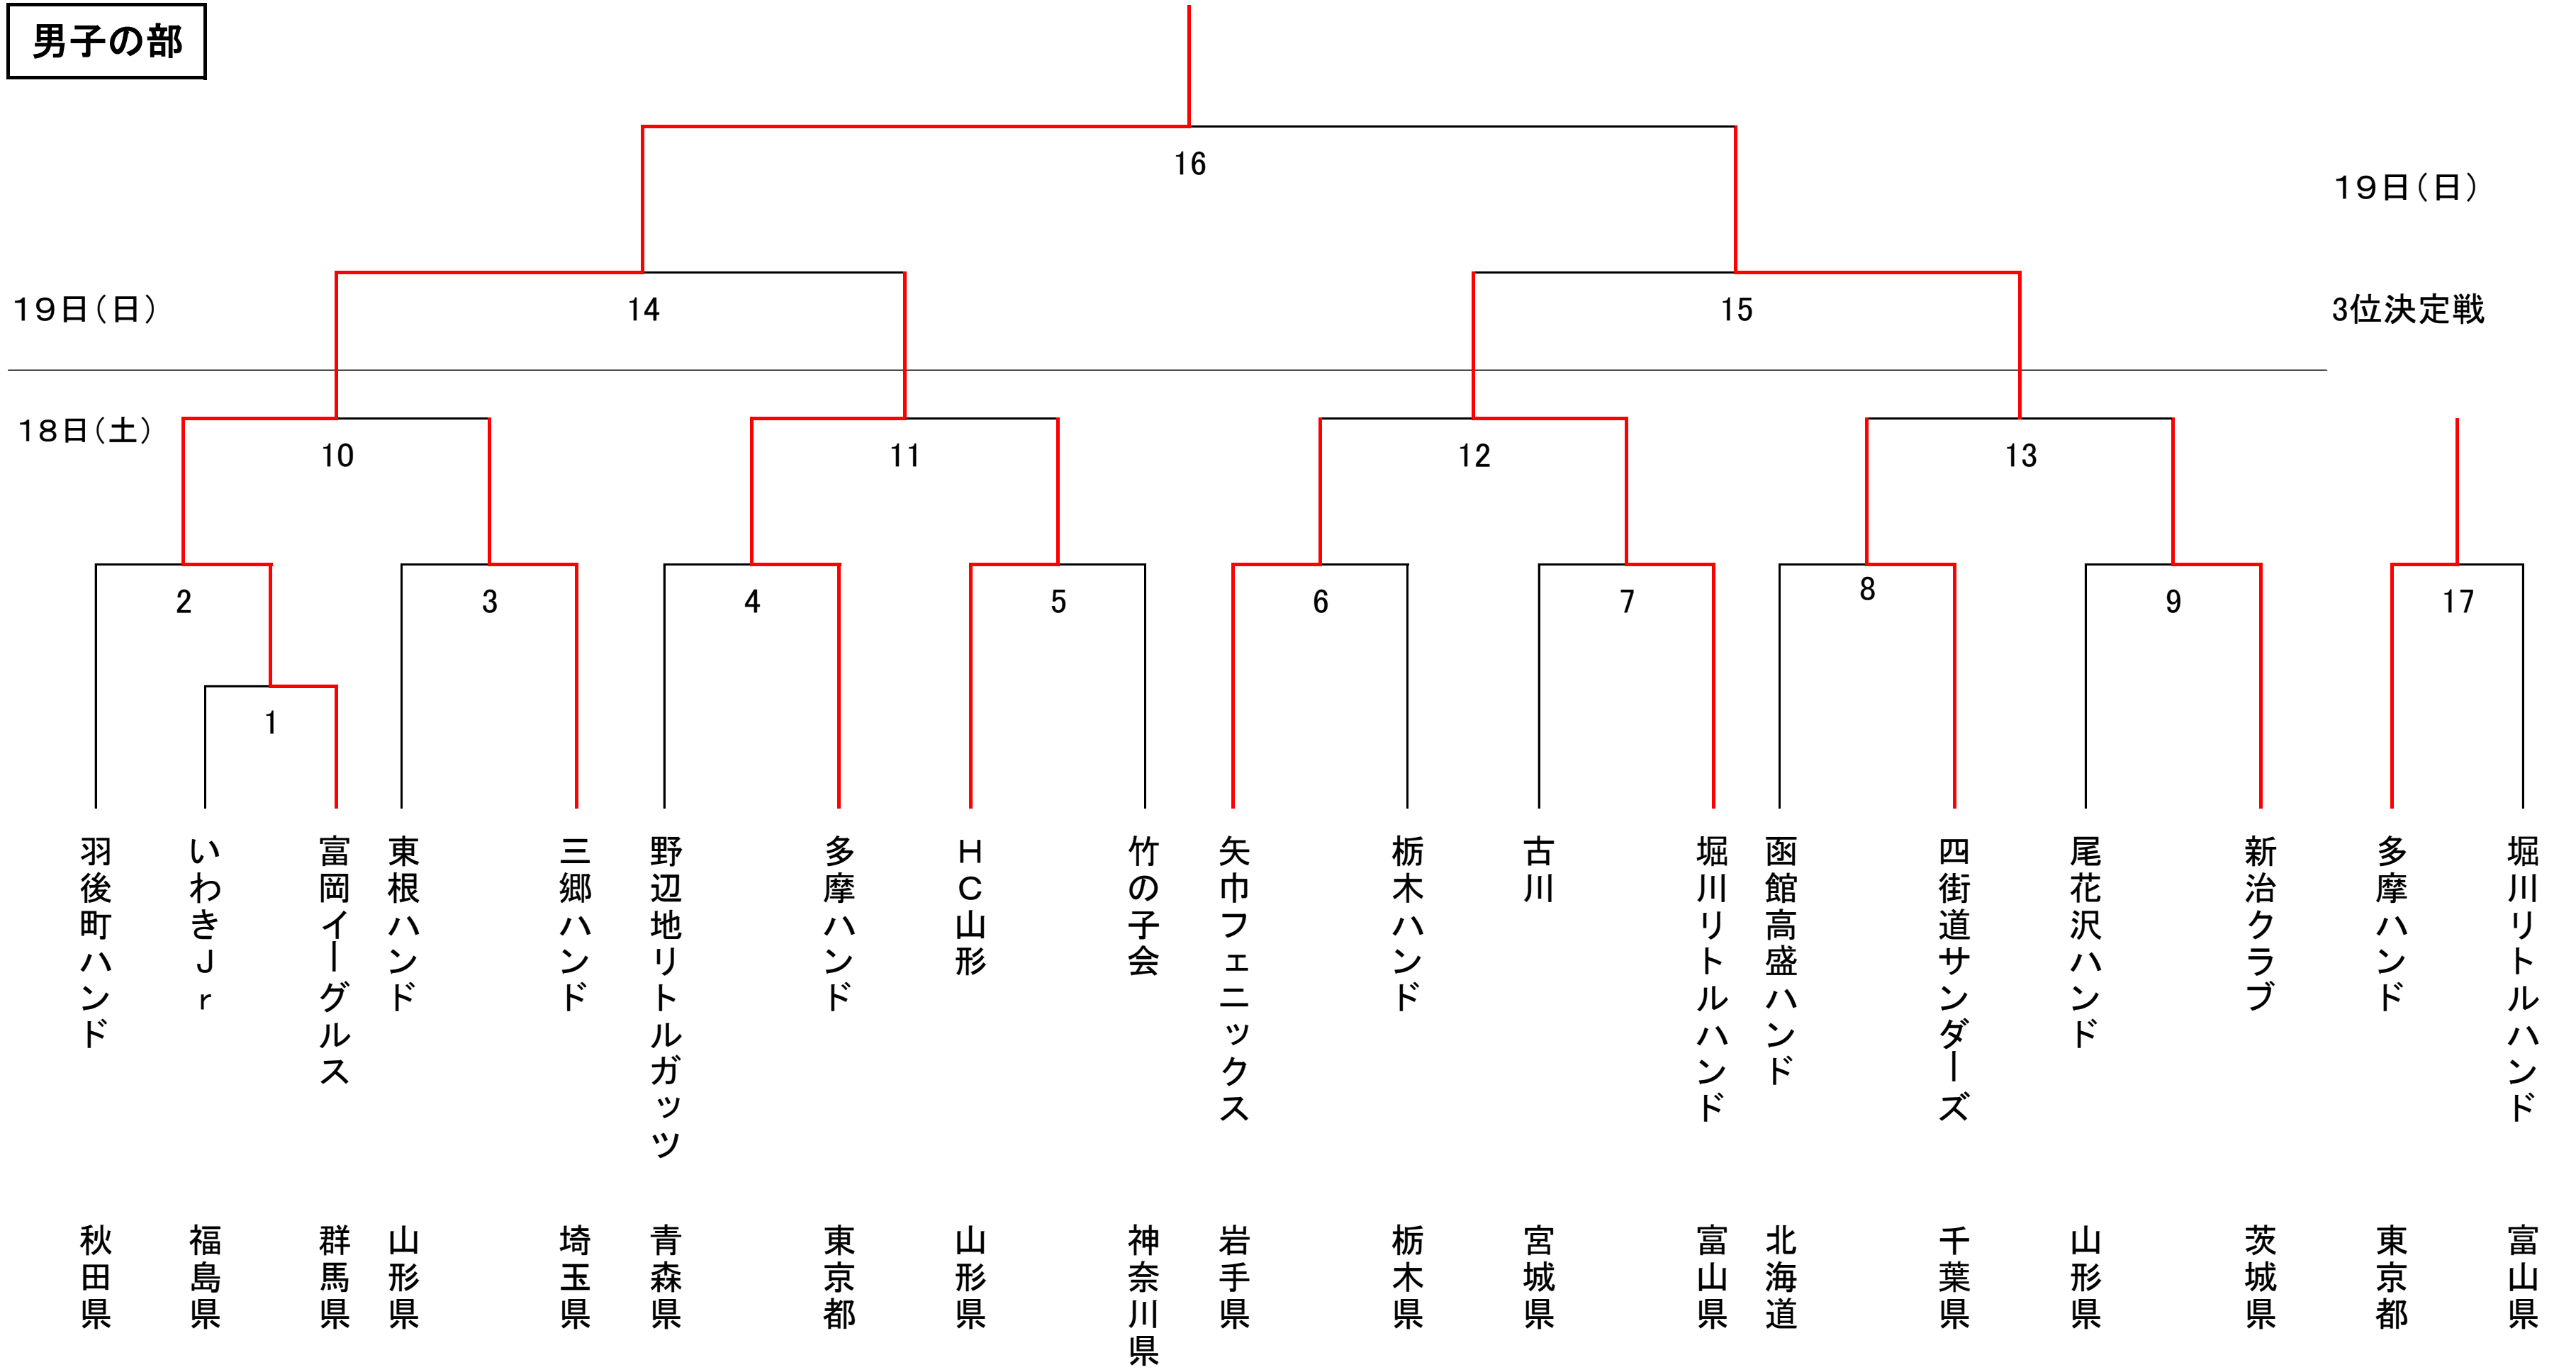 男子の部
16
19日(日)
19日(日)
14
15
3位決定戦
18日(土)
10
11
12
13
2
3
4
5
6
7
8
9
17
1
羽後町ハンド
いわきJr
富岡イーグルス
東根ハンド
三郷ハンド
野辺地リトルガッツ
多摩ハンド
HC山形
竹の子会
矢巾フェニックス
栃木ハンド
古川
堀川リトルハンド
函館高盛ハンド
四街道サンダーズ
尾花沢ハンド
新治クラブ
多摩ハンド
堀川リトルハンド
秋田県
福島県
群馬県
山形県
埼玉県
青森県
東京都
山形県
神奈川県
岩手県
栃木県
宮城県
富山県
北海道
千葉県
山形県
茨城県
東京都
富山県